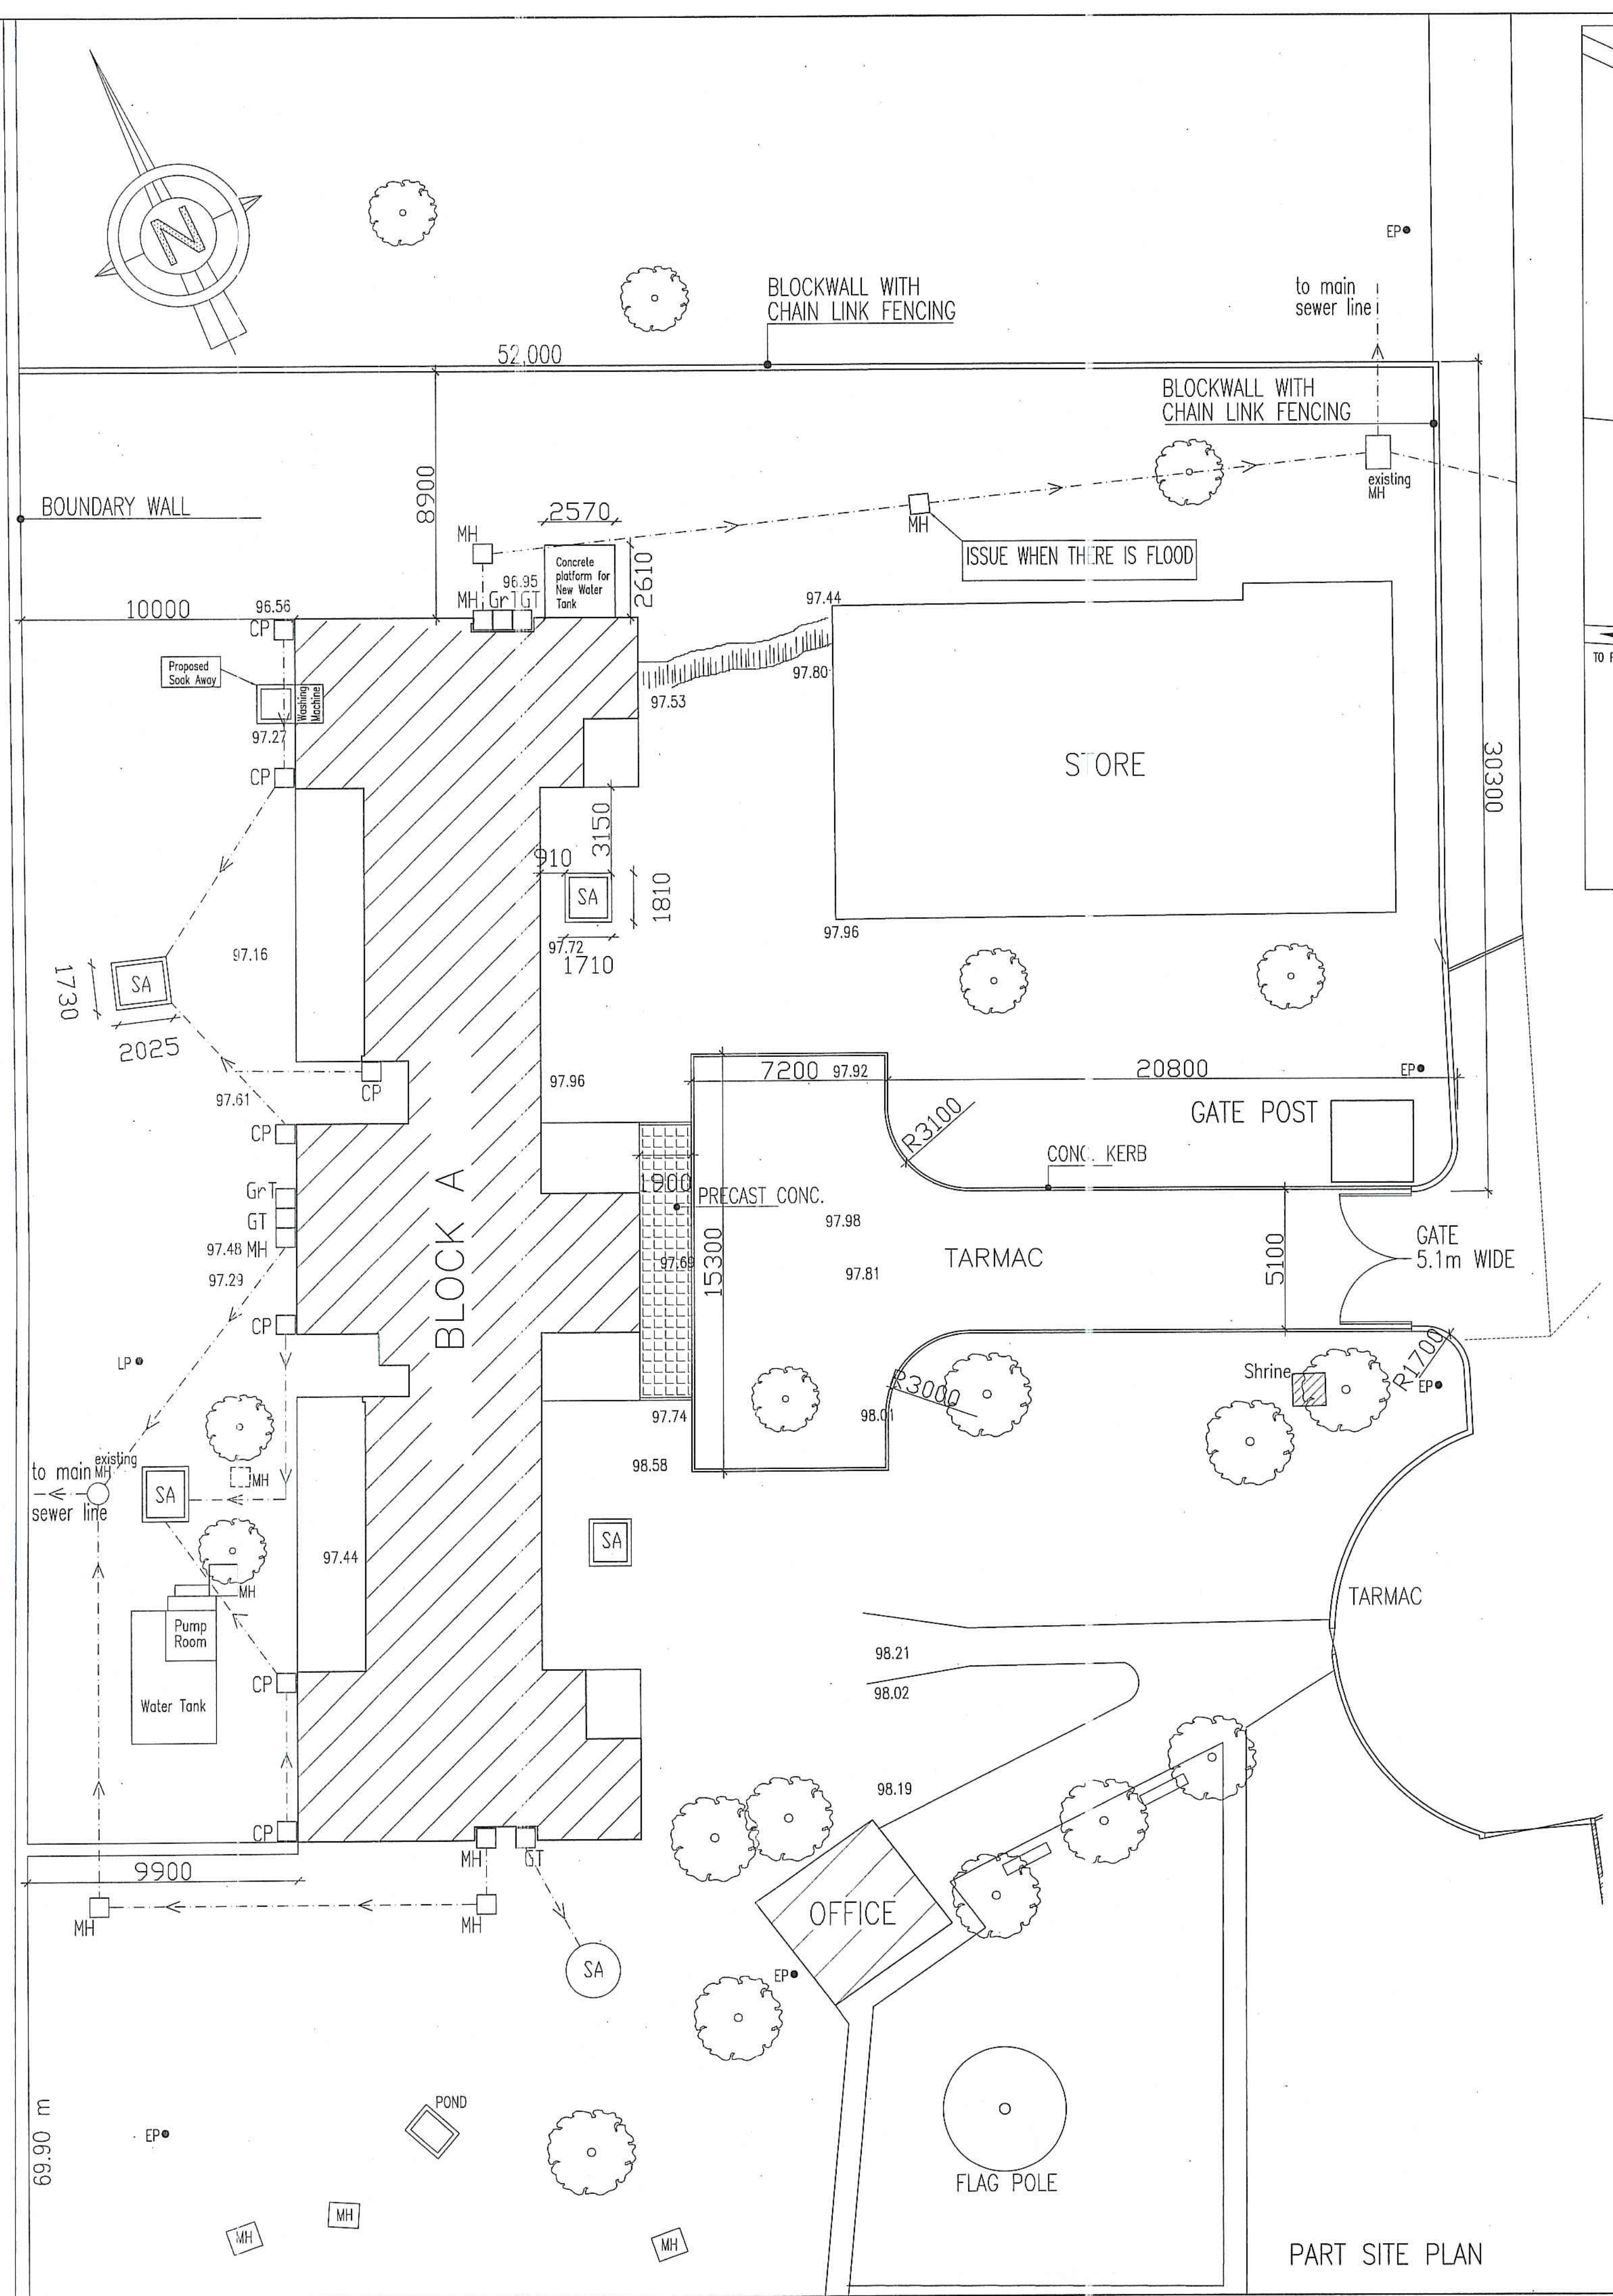 N
EP
BLOCKWALL WITH
CHAIN LINK FENCING
to main
sewer line
52,000
BLOCKWALL WITH
CHAIN LINK FENCING
8900
existing
MH
BOUNDARY WALL
2570
MH
MH
ISSUE WHEN THERE IS FLOOD
Concrete
platform for
New Water
Tank
2610
96.95
MH GrT GT
10000
96.56
CP
97.44
Proposed
Soak Away
Washing
Machine
97.80
97.53
TO
97.27
CP
STORE
30300
3150
910
SA
1810
97.72
1710
97.96
97.16
SA
1730
2025
7200
97.92
20800
EP
CP
97.96
97.61
R3100
GATE POST
CP
CONC. KERB
GrT
1900
PRECAST CONC.
GT
97.98
97.48 MH
BLOCK A
97.69
15300
TARMAC
5100
GATE
5.1m WIDE
97.29
97.81
CP
LP
R1700
Shrine
EP
R3000
97.74
98.01
98.58
existing
to main MH
sewer line
SA
MH
SA
97.44
MH
TARMAC
Pump
Room
98.21
CP
98.02
Water Tank
98.19
CP
MH
GT
9900
OFFICE
MH
MH
SA
EP
POND
EP
69.90 m
FLAG POLE
MH
MH
MH
PART SITE PLAN